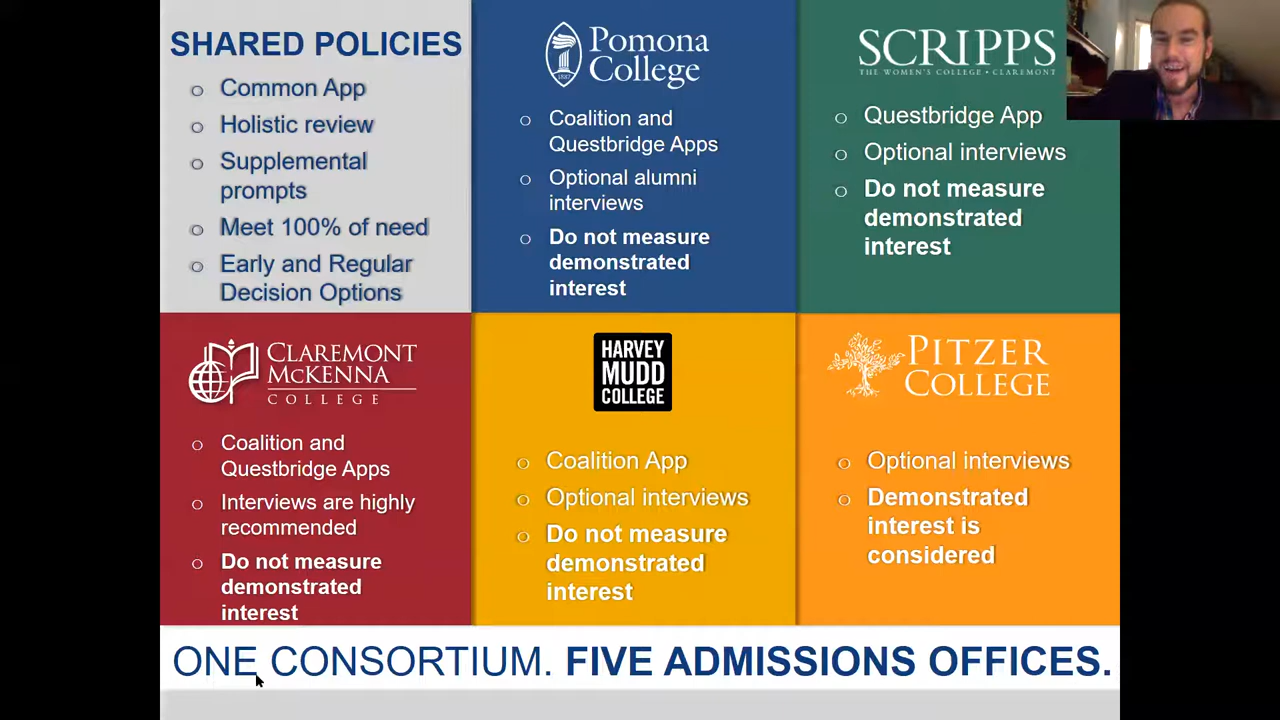 SHARED POLICIES
Common App
Holistic review
Supplemental
prompts
Meet 100% of need
Early and Regular
Decision Options
Pomona
College
1887
Coalition and
Questbridge Apps
Optional alumni
interviews
Do not measure
demonstrated
interest
SCRIPPS
THE WOMEN'S COLLEGE • CLAREMONT
Questbridge App
Optional interviews
Do not measure
demonstrated
interest
CLAREMONT
MCKENNA
COLLEGE
Coalition and
Questbridge Apps
Interviews are highly
recommended
Do not measure
demonstrated
interest
HARVEY
MUDD
COLLEGE
Coalition App
Optional interviews
Do not measure
demonstrated
interest
PITZER
COLLEGE
Optional interviews
Demonstrated
interest is
considered
ONE CONSORTIUM. FIVE ADMISSIONS OFFICES.